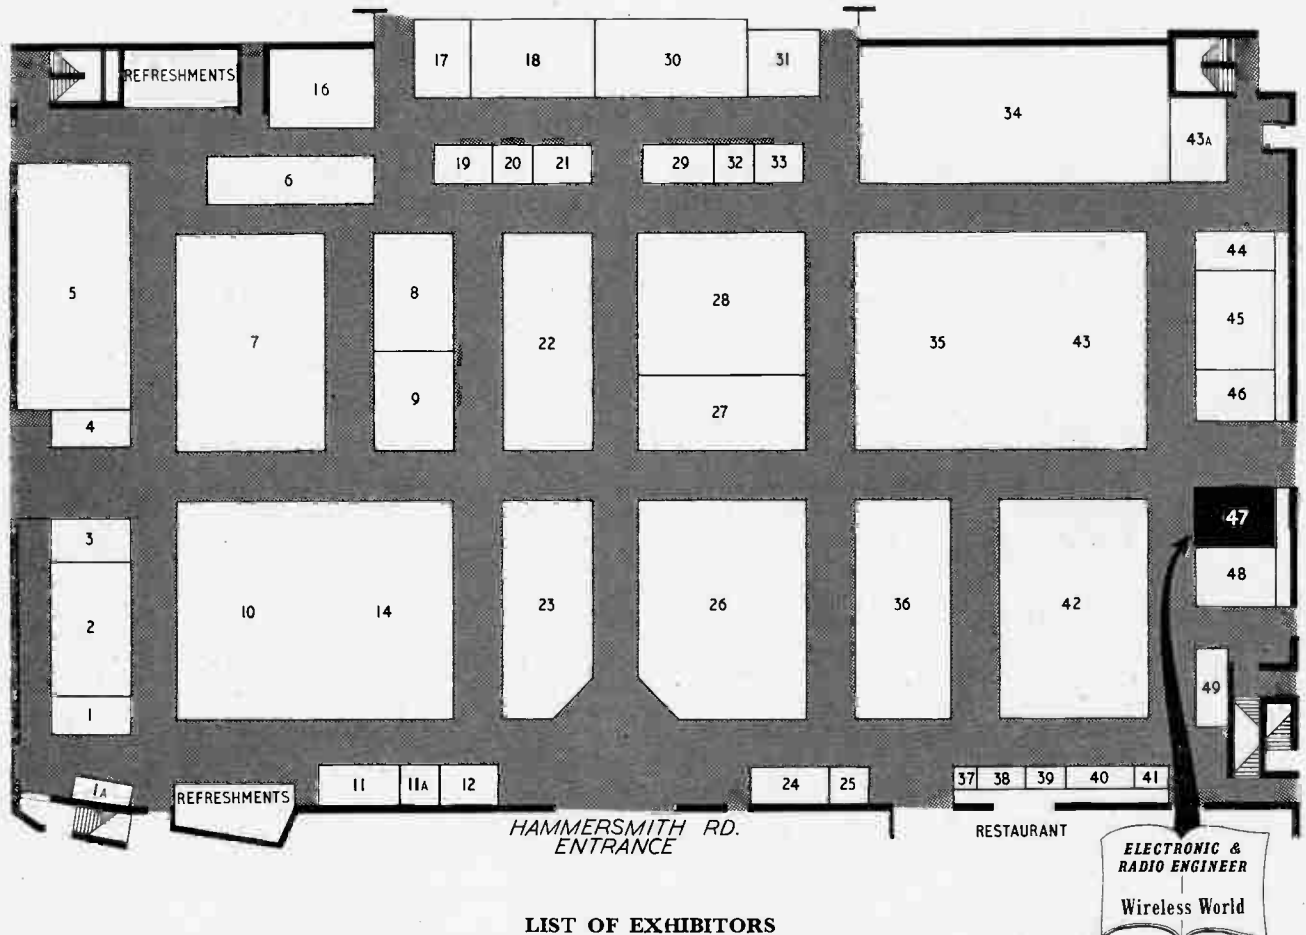 17 18 30 31
REFRESHMENTS 16 34
43A
19 20 21 29 32 33
6
44
5 7 8 22 28 35 43 45
9 27 46
4
47
3 48
2 10 14 23 26 36 42
49
1
1A REFRESHMENTS 11 11A 12 24 25 37 38 39 40 41
HAMMERSMITH RD.
ENTRANCE
RESTAURANT
ELECTRONIC &
RADIO ENGINEER
Wireless World
LIST OF EXHIBITORS